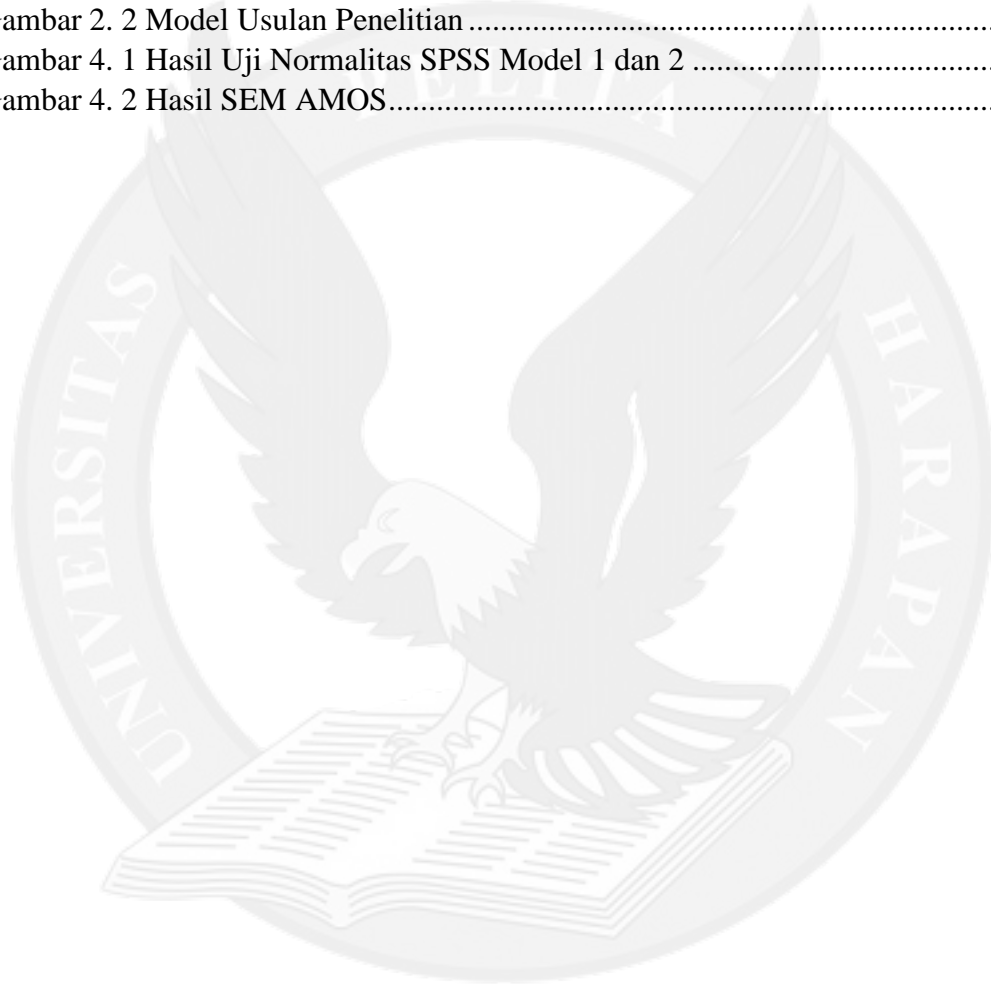 ambar 2. 2 Model Usulan Penelitian
ambar 4. 1 Hasil Uji Normalitas SPSS Model 1 dan 2
ambar 4. 2 Hasil SEM AMOS
UNIVERSITAS PELITA HARAPAN